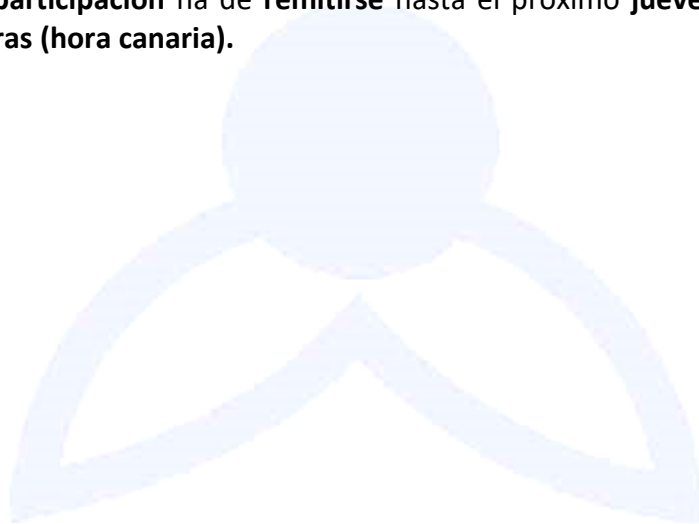 participación ha de remitirse hasta el próximo jueve
ras (hora canaria).